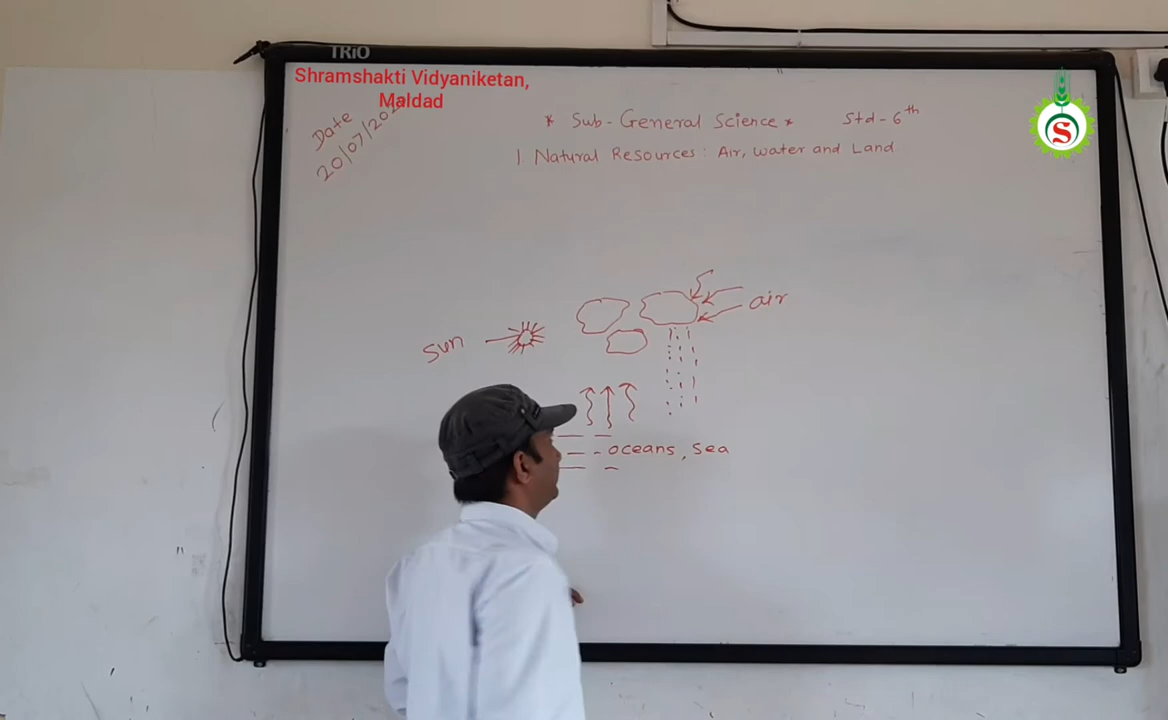 TRIO
Shramshakti Vidyaniketan,
Maldad
Date
* Sub-General Science *
Std-6th
1 Natural Resources: Air, water and Land
air
sun
oceans, sea
S